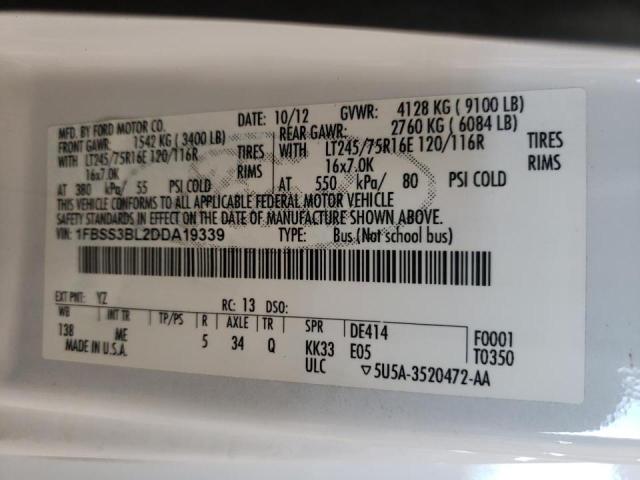 MFD. BY FORD MOTOR CO.
DATE: 10/12 GVWR: 4128 KG ( 9100 LB)
FRONT GAWR: 1542 KG ( 3400 LB)
REAR GAWR: 2760 KG ( 6084 LB)
WITH LT245/75R16E 120/116R TIRES
WITH LT245/75R16E 120/116R TIRES
16x7.0K RIMS
16x7.0K RIMS
AT 380 kPa/ 55 PSI COLD
AT 550 kPa/ 80 PSI COLD
THIS VEHICLE CONFORMS TO ALL APPLICABLE FEDERAL MOTOR VEHICLE
SAFETY STANDARDS IN EFFECT ON THE DATE OF MANUFACTURE SHOWN ABOVE.
VIN: 1FBSS3BL2DDA19339 TYPE: Bus (Not school bus)
EXT PNT: YZ RC: 13 DSO:
WB INT TR TP/PS R AXLE TR SPR DE414 F0001
138 ME 5 34 Q KK33 E05 T0350
MADE IN U.S.A. ULC ▽5U5A-3520472-AA